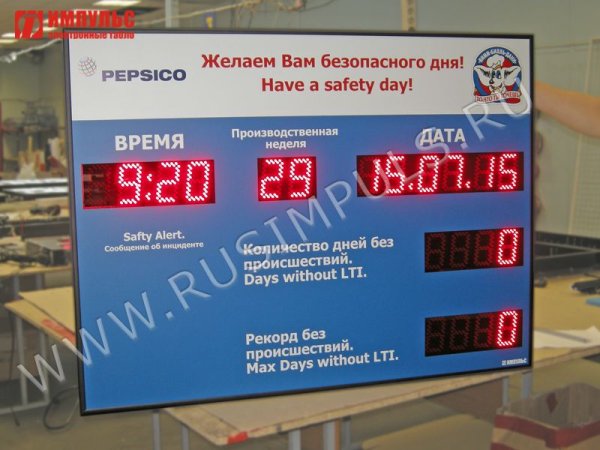 ИМПУЛЬС
электронные табло
PEPSICO
Желаем Вам безопасного дня!
Have a safety day!
ВРЕМЯ
Производственная
неделя
ДАТА
9:20
29
15.07.15
Safty Alert.
Сообщение об инциденте
Количество дней без
происшествий.
Days without LTI.
0
Рекорд без
происшествий.
Max Days without LTI.
0
ИМПУЛЬС
WWW.RUSIMPULS.RU